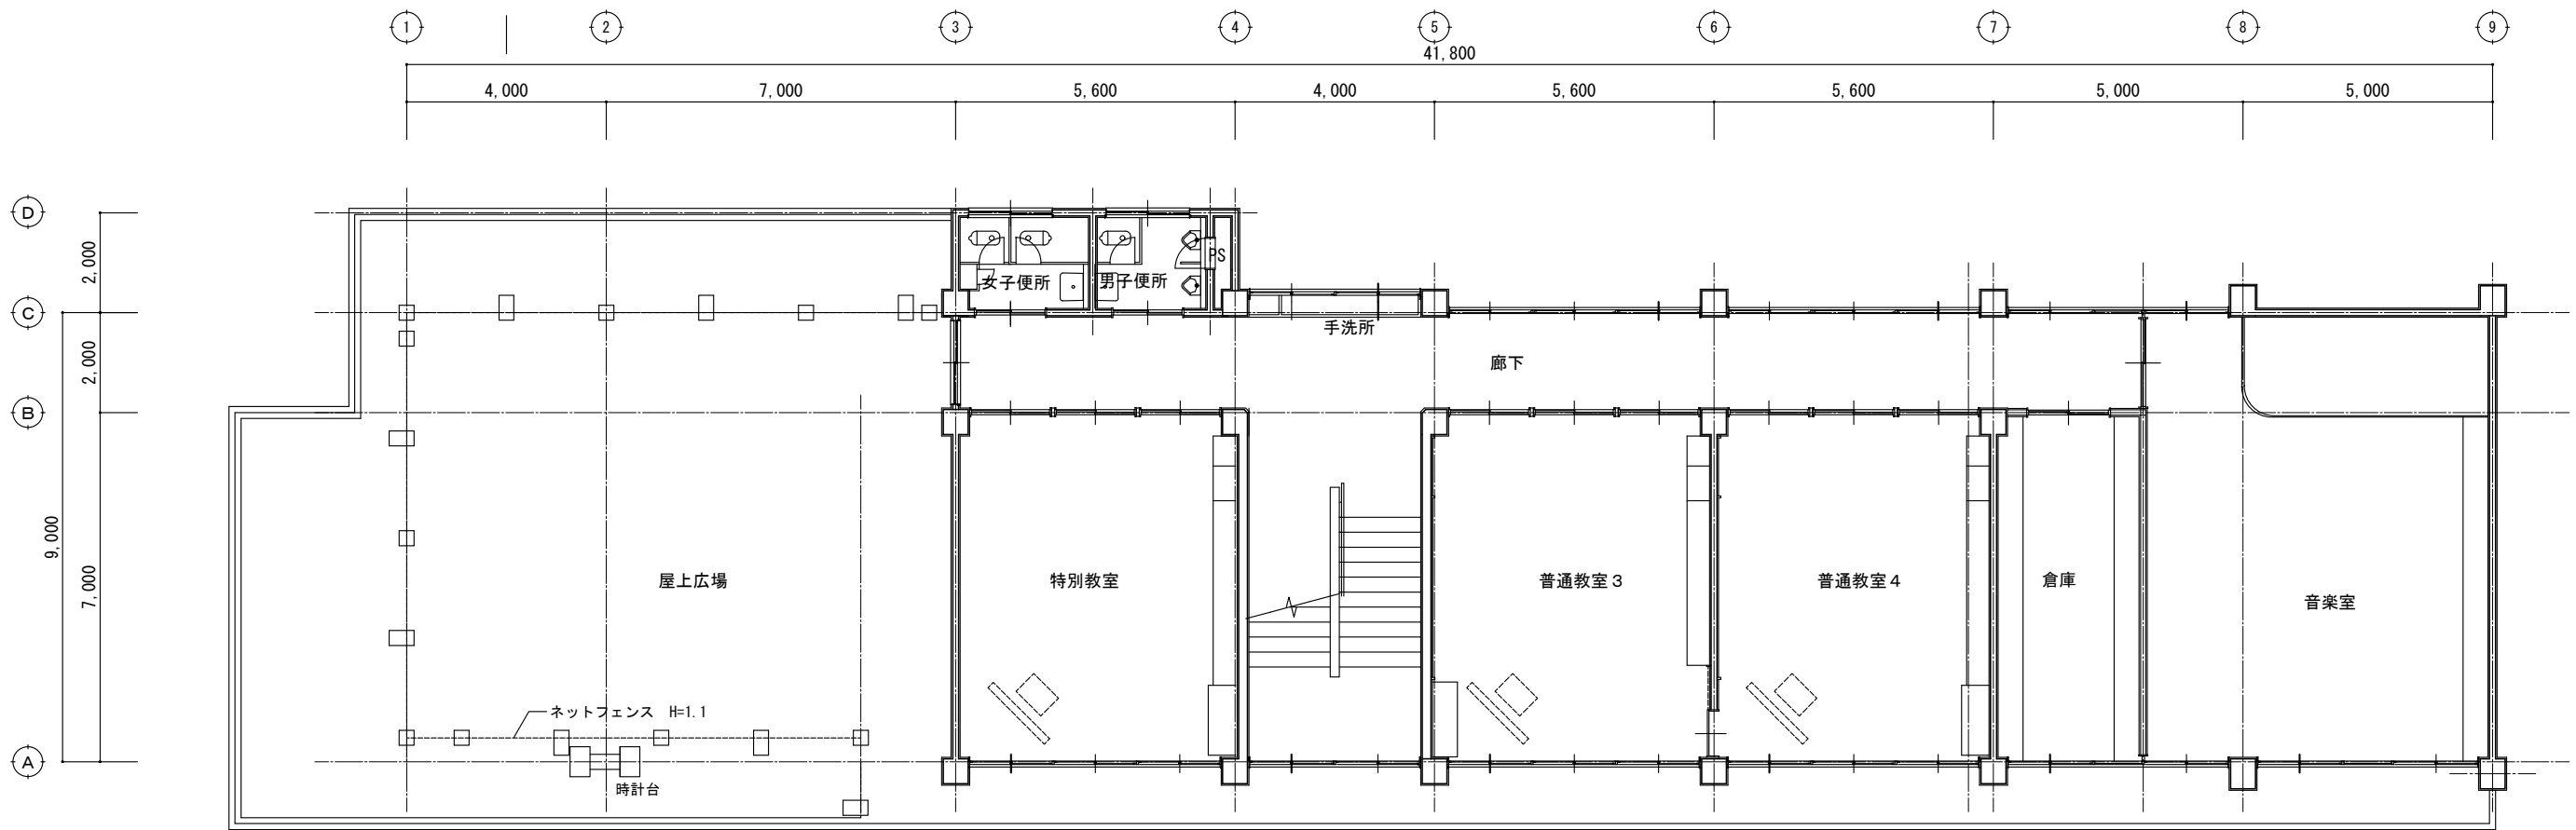 1 2 3 4 5 6 7 8 9
41,800
4,000 7,000 5,600 4,000 5,600 5,600 5,000 5,000
D
2,000
PS
女子便所 男子便所
C
手洗所
2,000
廊下
B
9,000
7,000
屋上広場 特別教室 普通教室3 普通教室4 倉庫
音楽室
ネットフェンス H=1.1
A
時計台